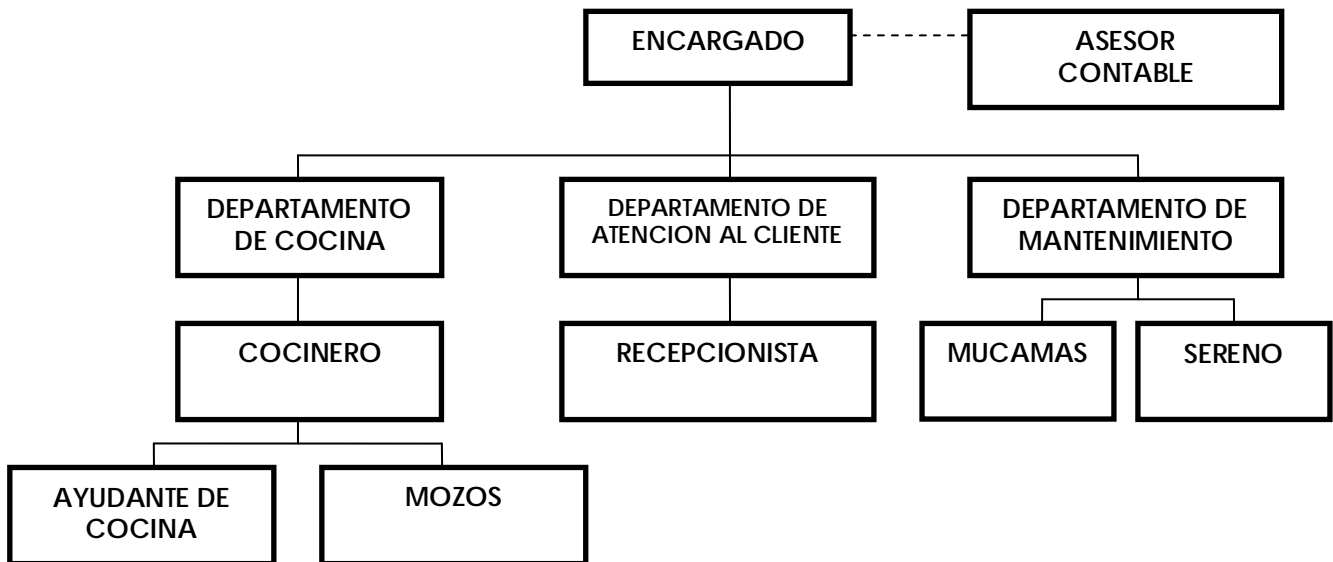 ENCARGADO
ASESOR
CONTABLE
DEPARTAMENTO
DE COCINA
DEPARTAMENTO DE
ATENCION AL CLIENTE
DEPARTAMENTO DE
MANTENIMIENTO
COCINERO
RECEPCIONISTA
MUCAMAS
SERENO
AYUDANTE DE
COCINA
MOZOS